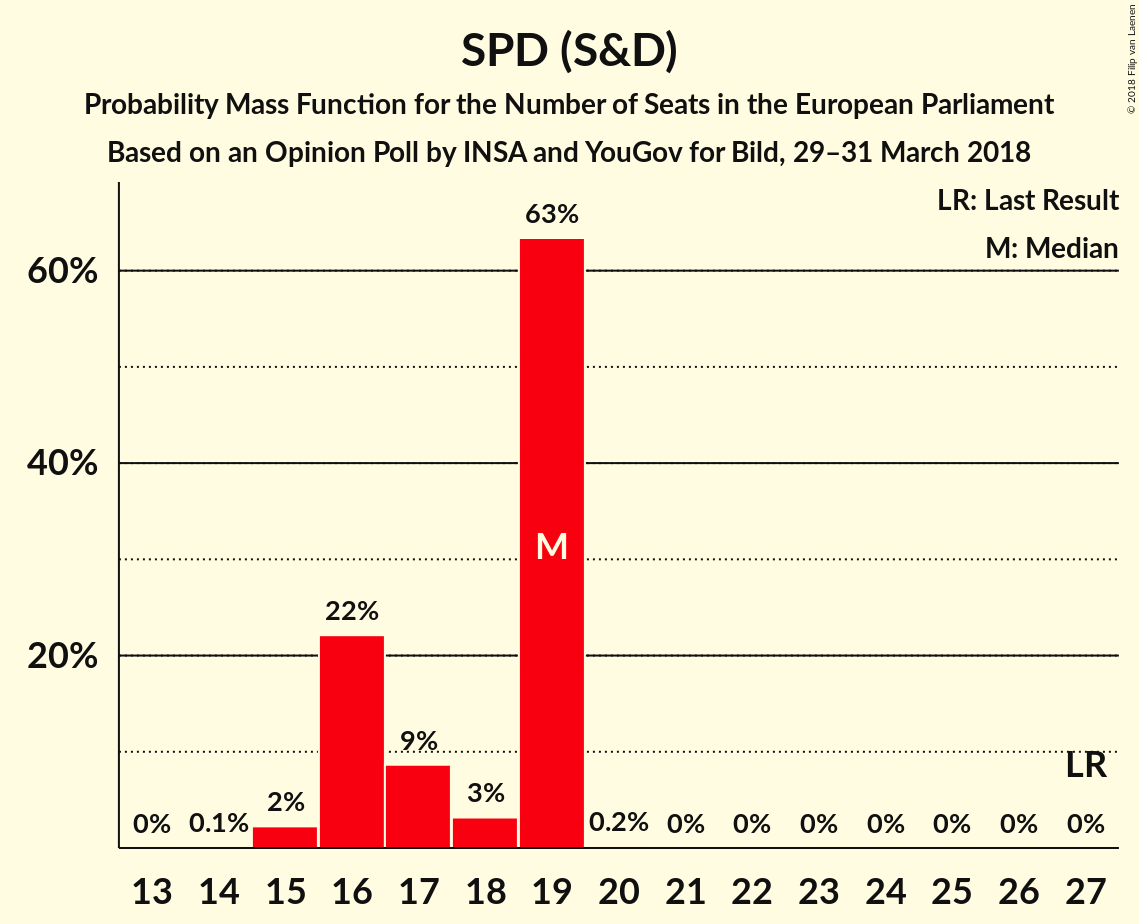 SPD (S&D)
Probability Mass Function for the Number of Seats in the European Parliament
Based on an Opinion Poll by INSA and YouGov for Bild, 29–31 March 2018
© 2018 Filip van Laenen
LR: Last Result
M: Median
63%
60%
40%
M
22%
20%
9%
LR
3%
2%
0% 0.1% 0.2% 0% 0% 0% 0% 0% 0% 0%
13 14 15 16 17 18 19 20 21 22 23 24 25 26 27